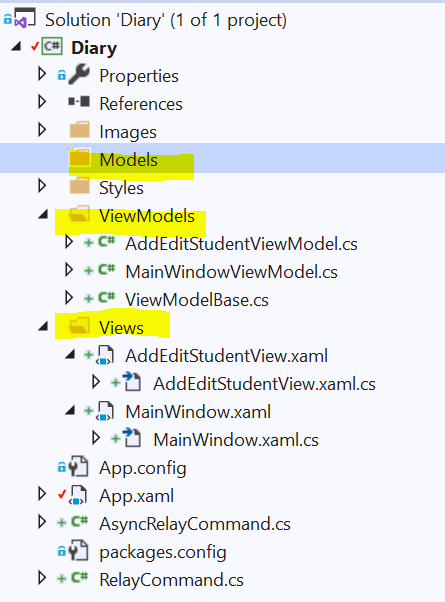 Solution 'Diary' (1 of 1 project)
C# Diary
Properties
References
Images
Models
Styles
ViewModels
C# AddEditStudentViewModel.cs
C# MainWindowViewModel.cs
C# ViewModelBase.cs
Views
AddEditStudentView.xaml
AddEditStudentView.xaml.cs
MainWindow.xaml
MainWindow.xaml.cs
App.config
App.xaml
C# AsyncRelayCommand.cs
packages.config
C# RelayCommand.cs